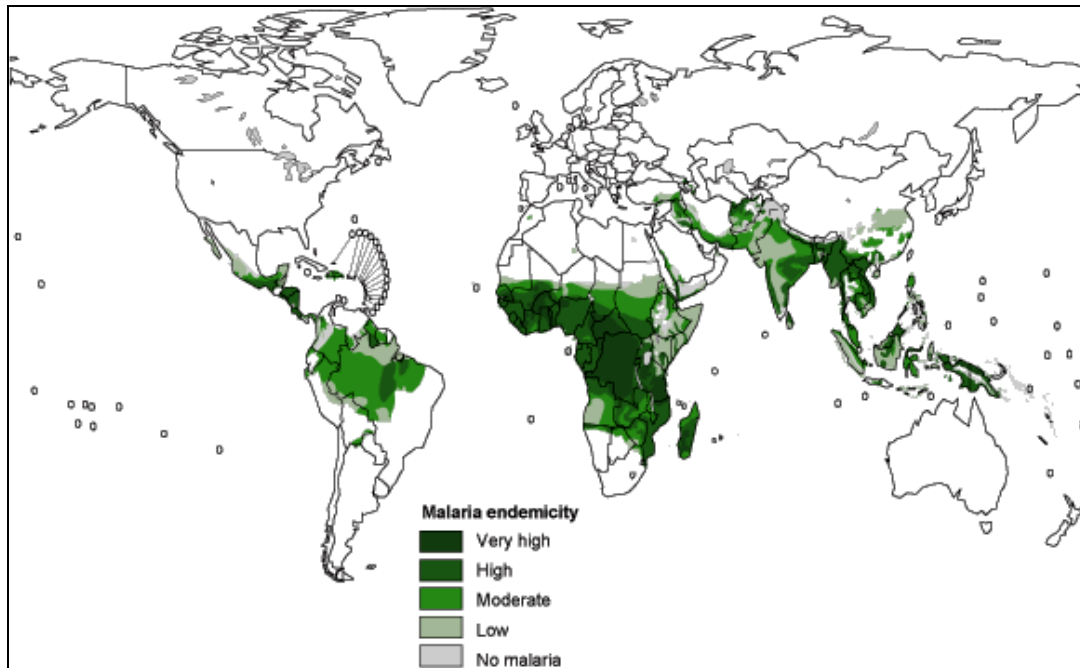 Malaria endemicity
Very high
High
Moderate
Low
No malaria